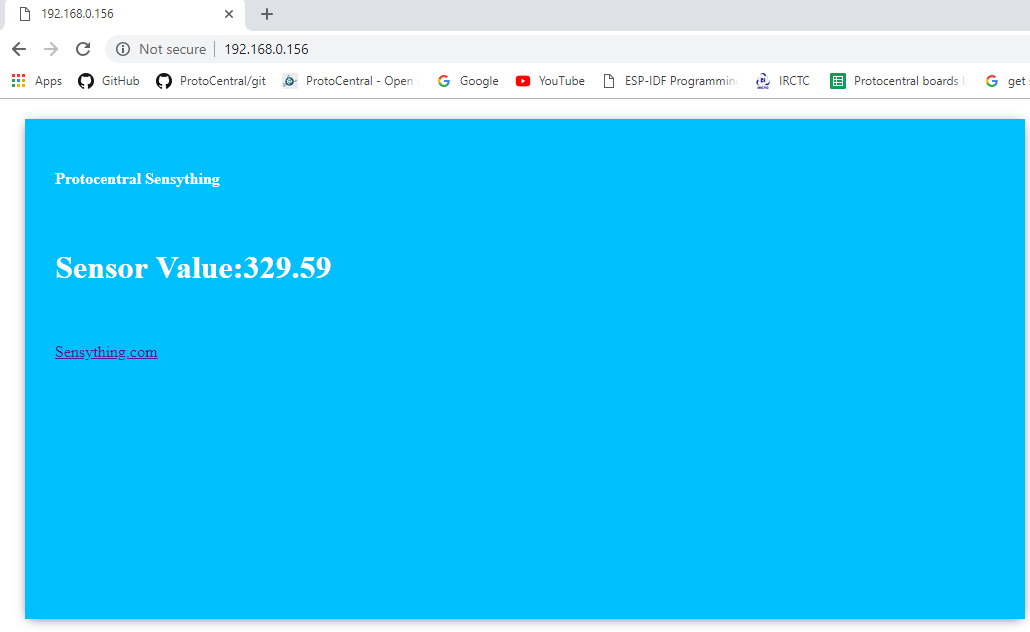 192.168.0.156
Not secure 192.168.0.156
Apps GitHub ProtoCentral/git ProtoCentral - Open Google YouTube ESP-IDF Programmin IRCTC Protocentral boards get
Protocentral Sensything
Sensor Value:329.59
Sensything.com